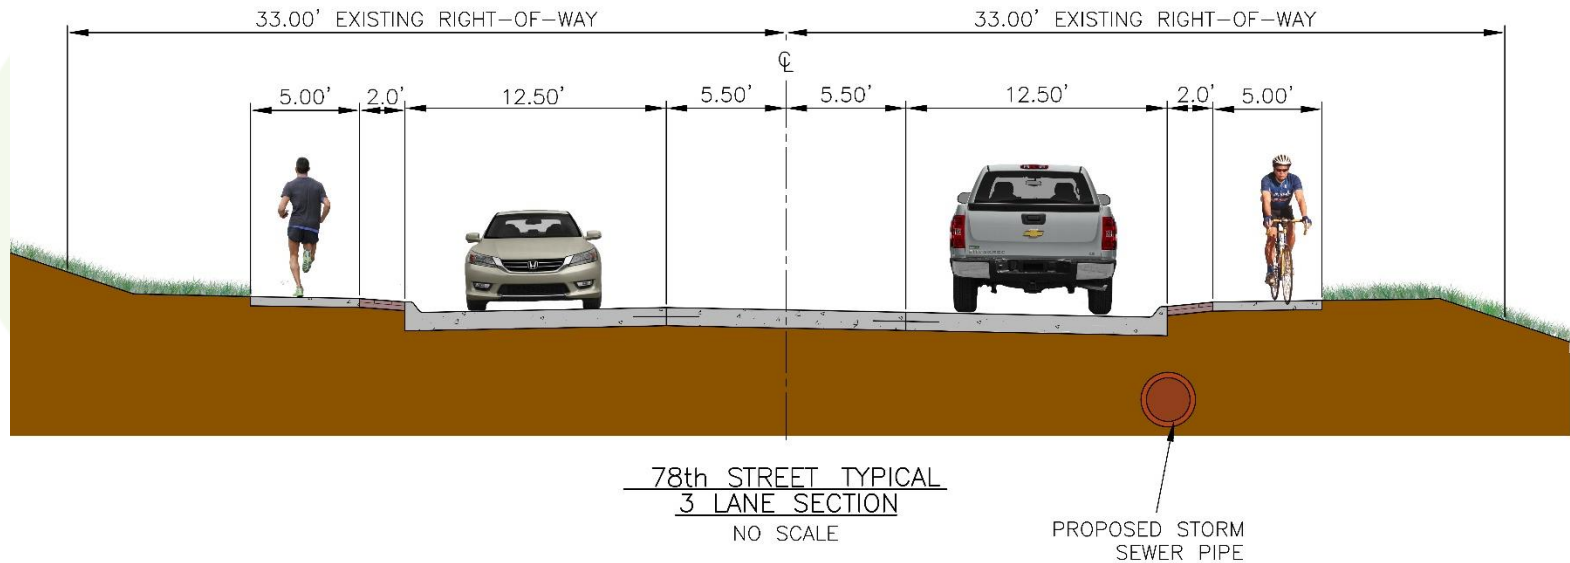 33.00' EXISTING RIGHT-OF-WAY
33.00' EXISTING RIGHT-OF-WAY
℄
5.00'
2.0'
12.50'
5.50'
5.50'
12.50'
2.0'
5.00'
78th STREET TYPICAL
3 LANE SECTION
NO SCALE
PROPOSED STORM
SEWER PIPE